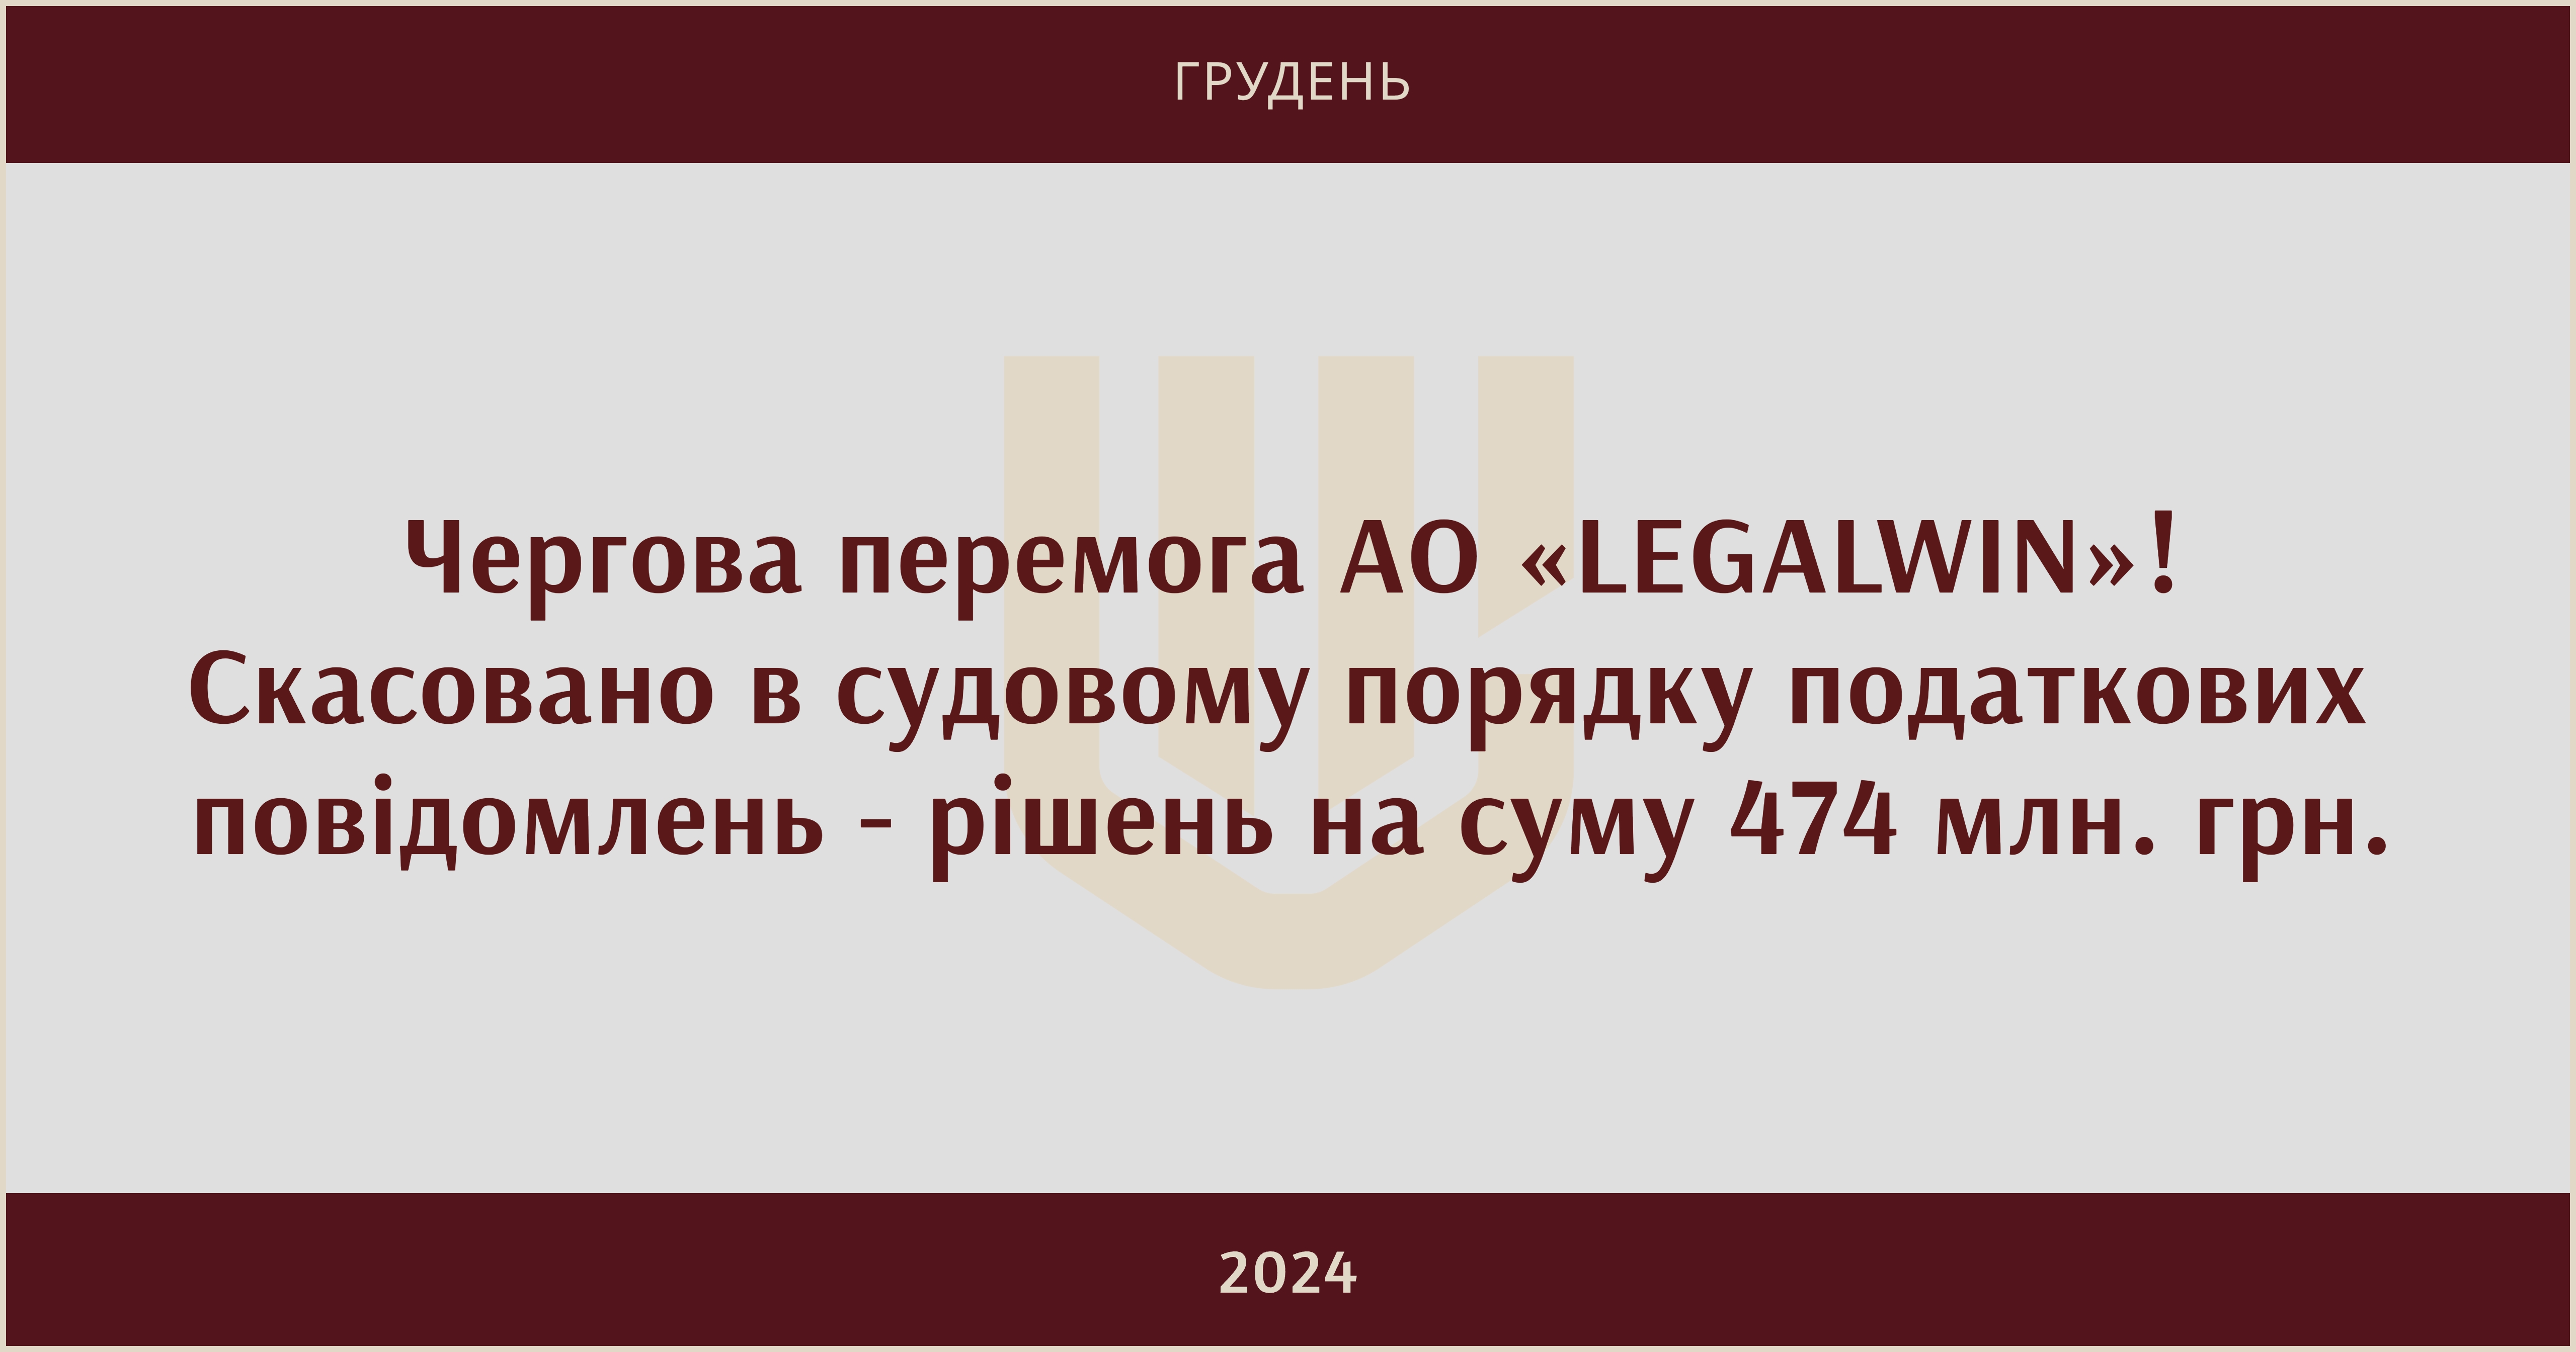 ГРУДЕНЬ
Чергова перемога АО «LEGALWIN»!
Скасовано в судовому порядку податкових
повідомлень - рішень на суму 474 млн. грн.
2024